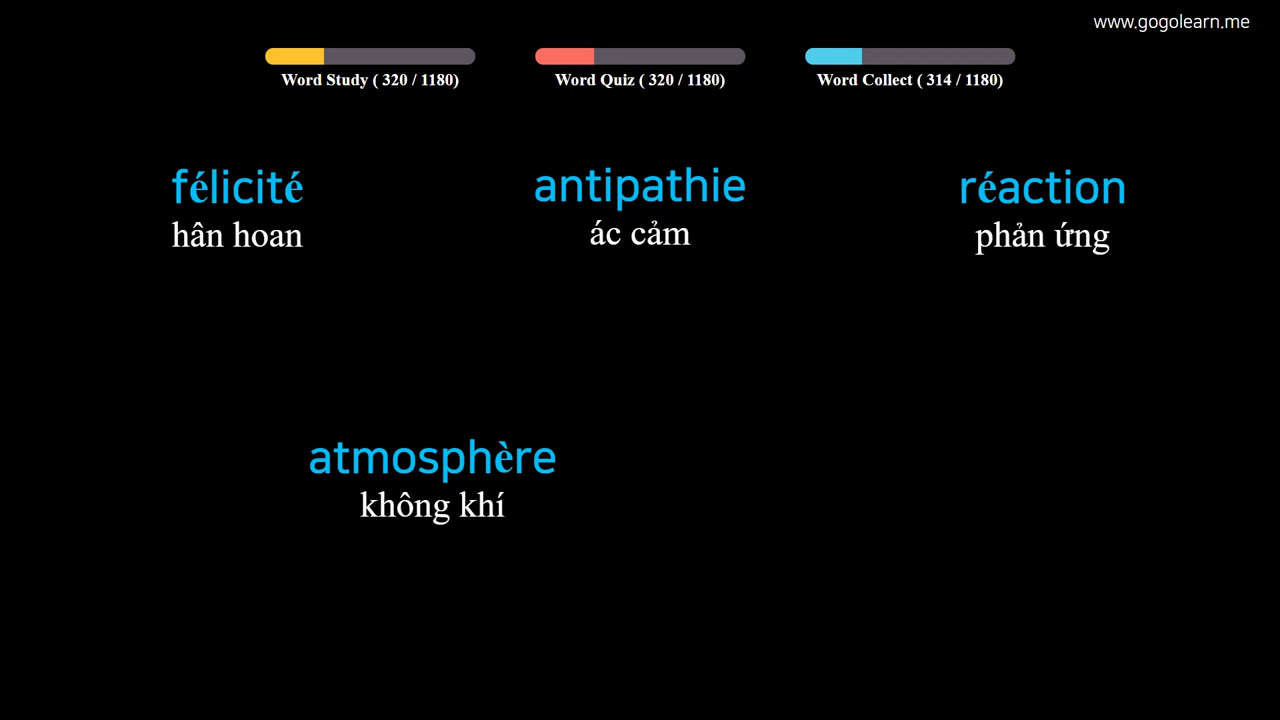 www.gogolearn.me
Word Study ( 320 / 1180)
Word Quiz ( 320 / 1180)
Word Collect ( 314 / 1180)
félicité
hân hoan
antipathie
ác cảm
réaction
phản ứng
atmosphère
không khí